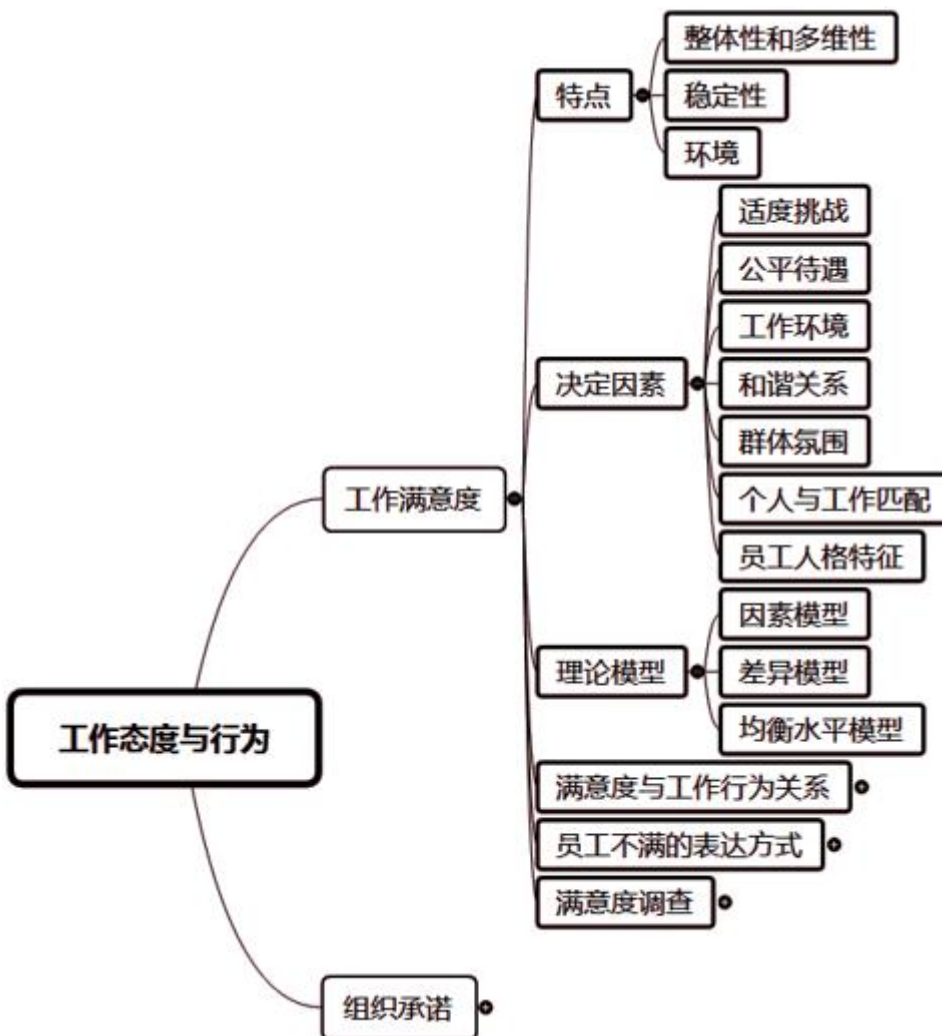 整体性和多维性
特点
稳定性
环境
适度挑战
公平待遇
工作环境
决定因素
和谐关系
群体氛围
工作满意度
个人与工作匹配
员工人格特征
因素模型
理论模型
差异模型
工作态度与行为
均衡水平模型
满意度与工作行为关系
员工不满的表达方式
满意度调查
组织承诺